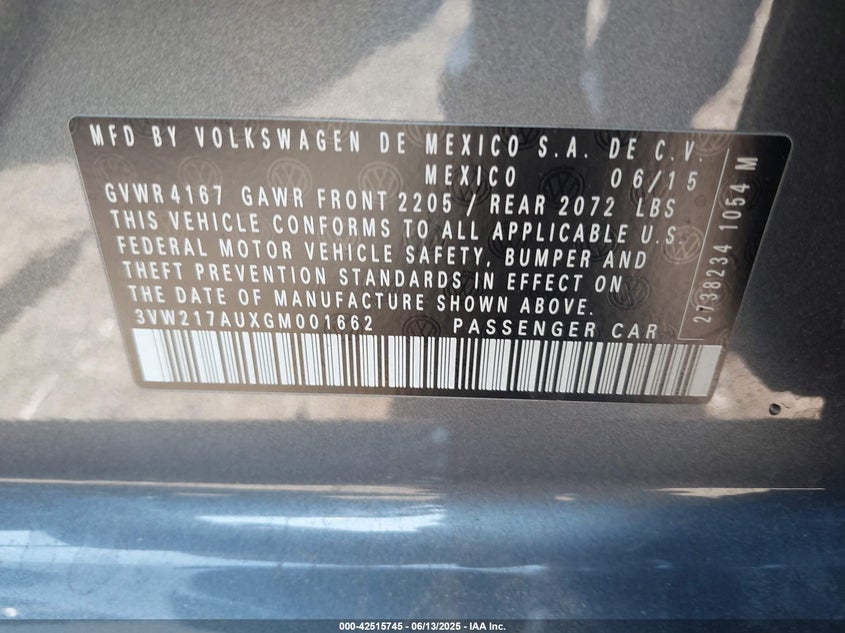 MFD BY VOLKSWAGEN DE MEXICO S.A. DE C.V.
MEXICO 06/15
GVWR 4167 GAWR FRONT 2205 / REAR 2072 LBS
THIS VEHICLE CONFORMS TO ALL APPLICABLE U.S.
FEDERAL MOTOR VEHICLE SAFETY, BUMPER AND
THEFT PREVENTION STANDARDS IN EFFECT ON
THE DATE OF MANUFACTURE SHOWN ABOVE.
3VW217AUXGM001662 PASSENGER CAR
2738234 1054 M
000-42515745 - 06/13/2025 - IAA Inc.